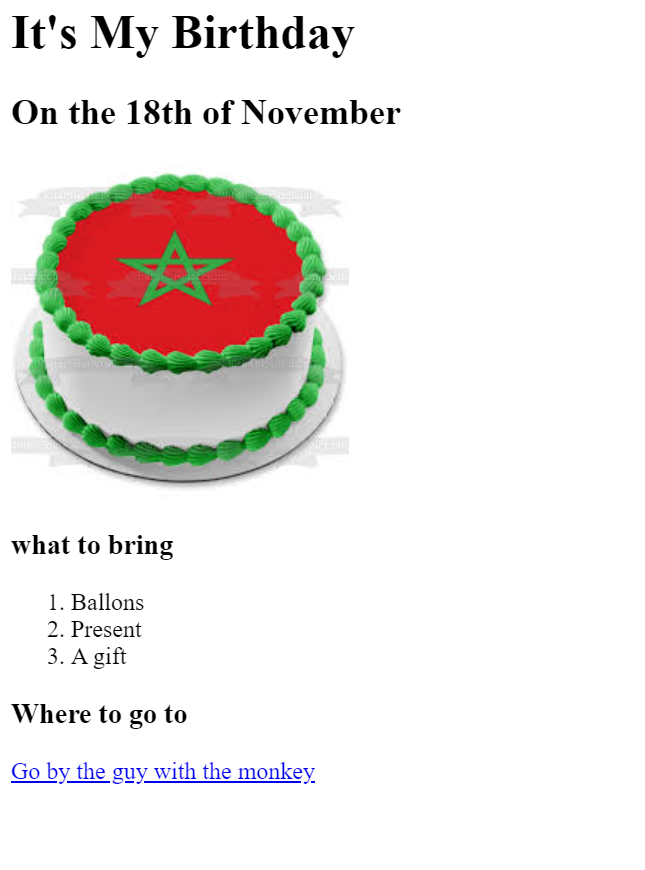 It's My Birthday
On the 18th of November
what to bring
1. Ballons
2. Present
3. A gift
Where to go to
Go by the guy with the monkey